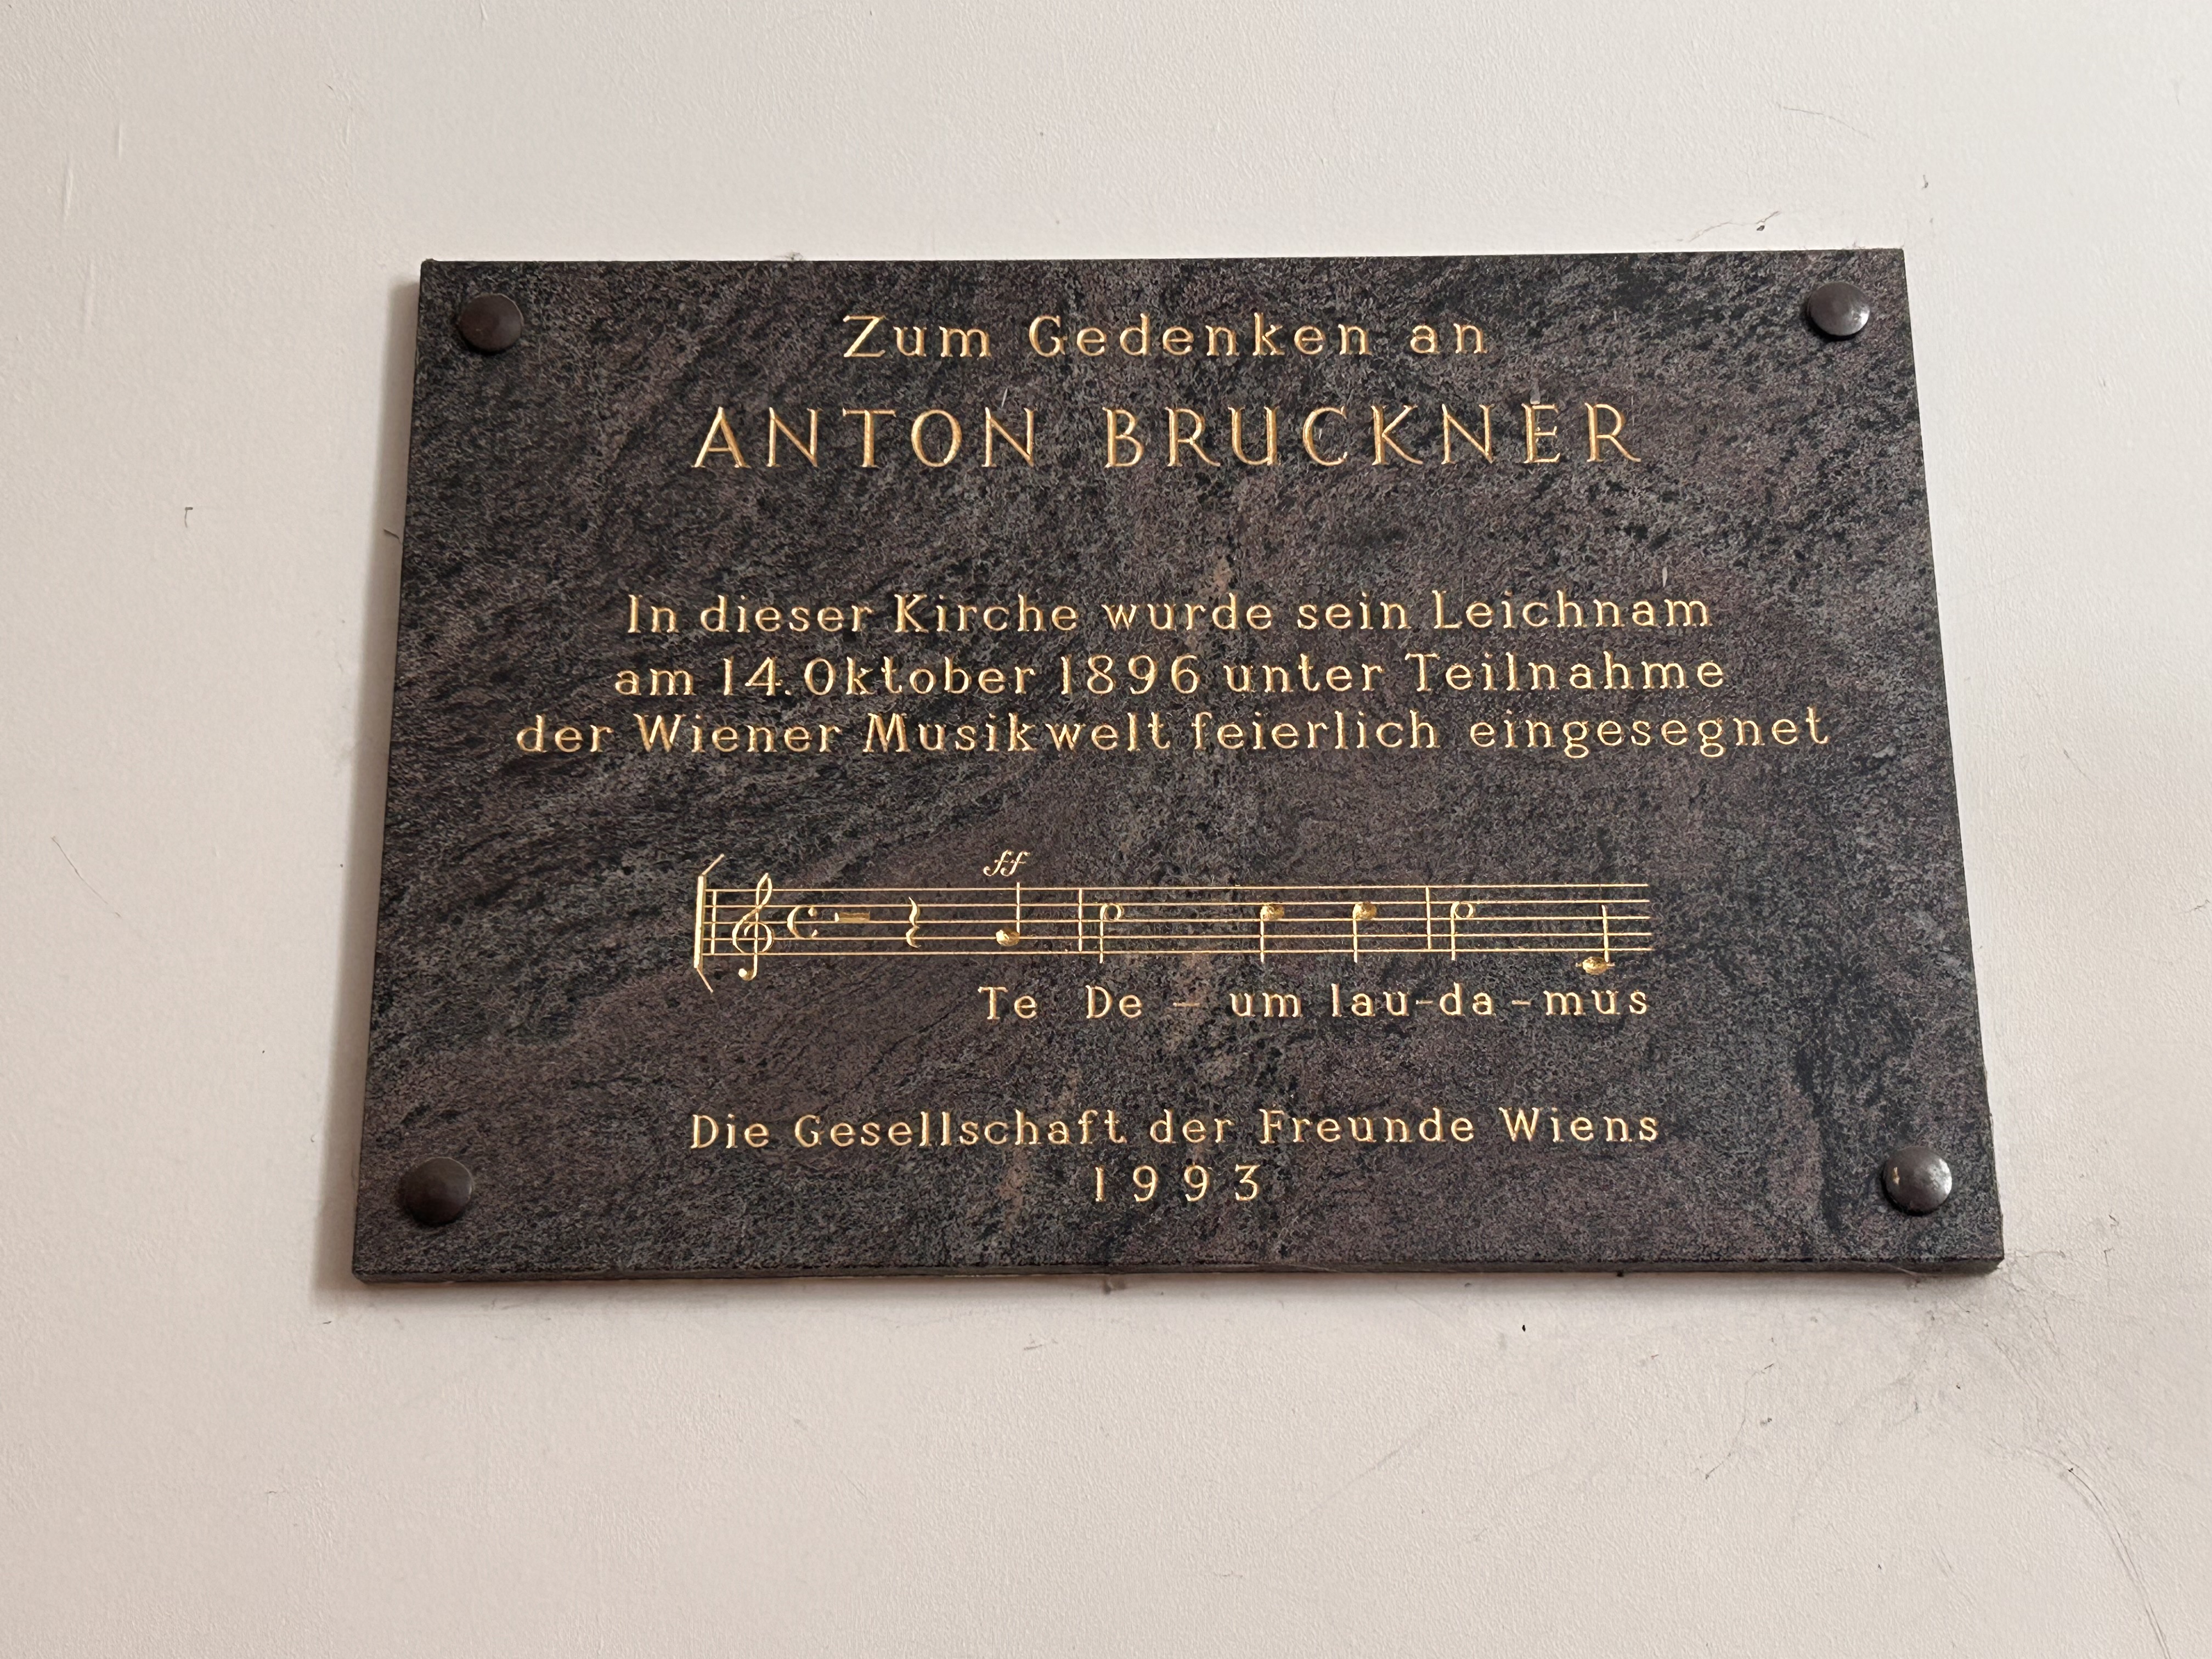 Zum Gedenken an
ANTON BRUCKNER
In dieser Kirche wurde sein Leichnam
am 14. Oktober 1896 unter Teilnahme
der Wiener Musikwelt feierlich eingesegnet
ff
Te De – um lau-da-mus
Die Gesellschaft der Freunde Wiens
1993